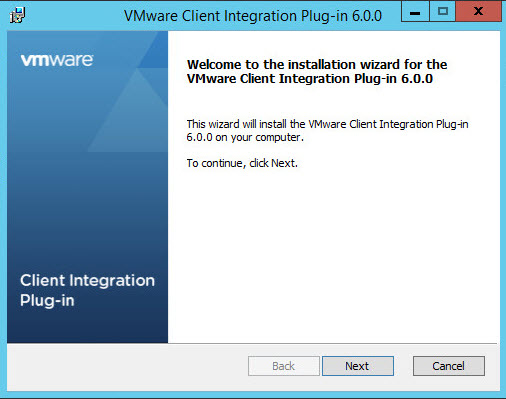 VMware Client Integration Plug-in 6.0.0
vmware
Welcome to the installation wizard for the
VMware Client Integration Plug-in 6.0.0
This wizard will install the VMware Client Integration Plug-in
6.0.0 on your computer.
To continue, click Next.
Client Integration
Plug-in
Back
Next
Cancel